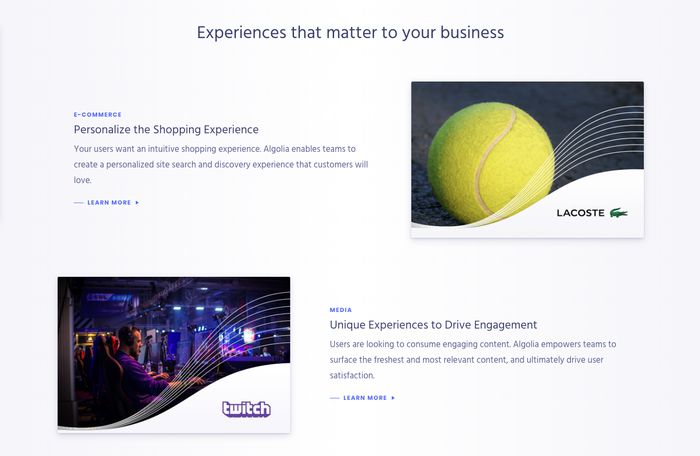 Experiences that matter to your business
E-COMMERCE
Personalize the Shopping Experience
Your users want an intuitive shopping experience. Algolia enables teams to
create a personalized site search and discovery experience that customers will
love.
LEARN MORE
LACOSTE
MEDIA
Unique Experiences to Drive Engagement
Users are looking to consume engaging content. Algolia empowers teams to
surface the freshest and most relevant content, and ultimately drive user
satisfaction.
LEARN MORE
twitch